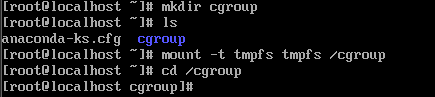 [root@localhost ~]# mkdir cgroup
[root@localhost ~]# ls
anaconda-ks.cfg  cgroup
[root@localhost ~]# mount -t tmpfs tmpfs /cgroup
[root@localhost ~]# cd /cgroup
[root@localhost cgroup]#